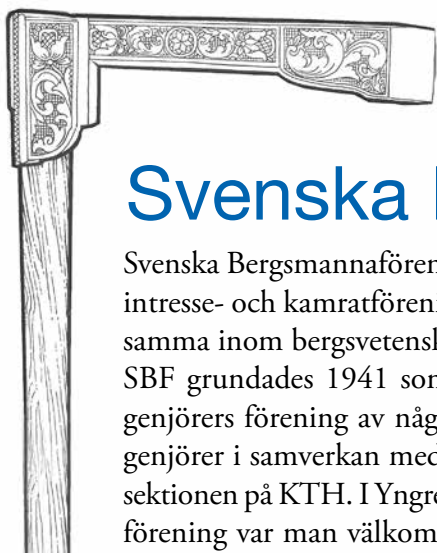 Svenska
Svenska Bergsmannafören
intresse- och kamratfören
samma inom bergsvetensk
SBF grundades 1941 som
genjörers förening av någ
genjörer i samverkan med
sektionen på KTH. I Yngre
förening var man välkom